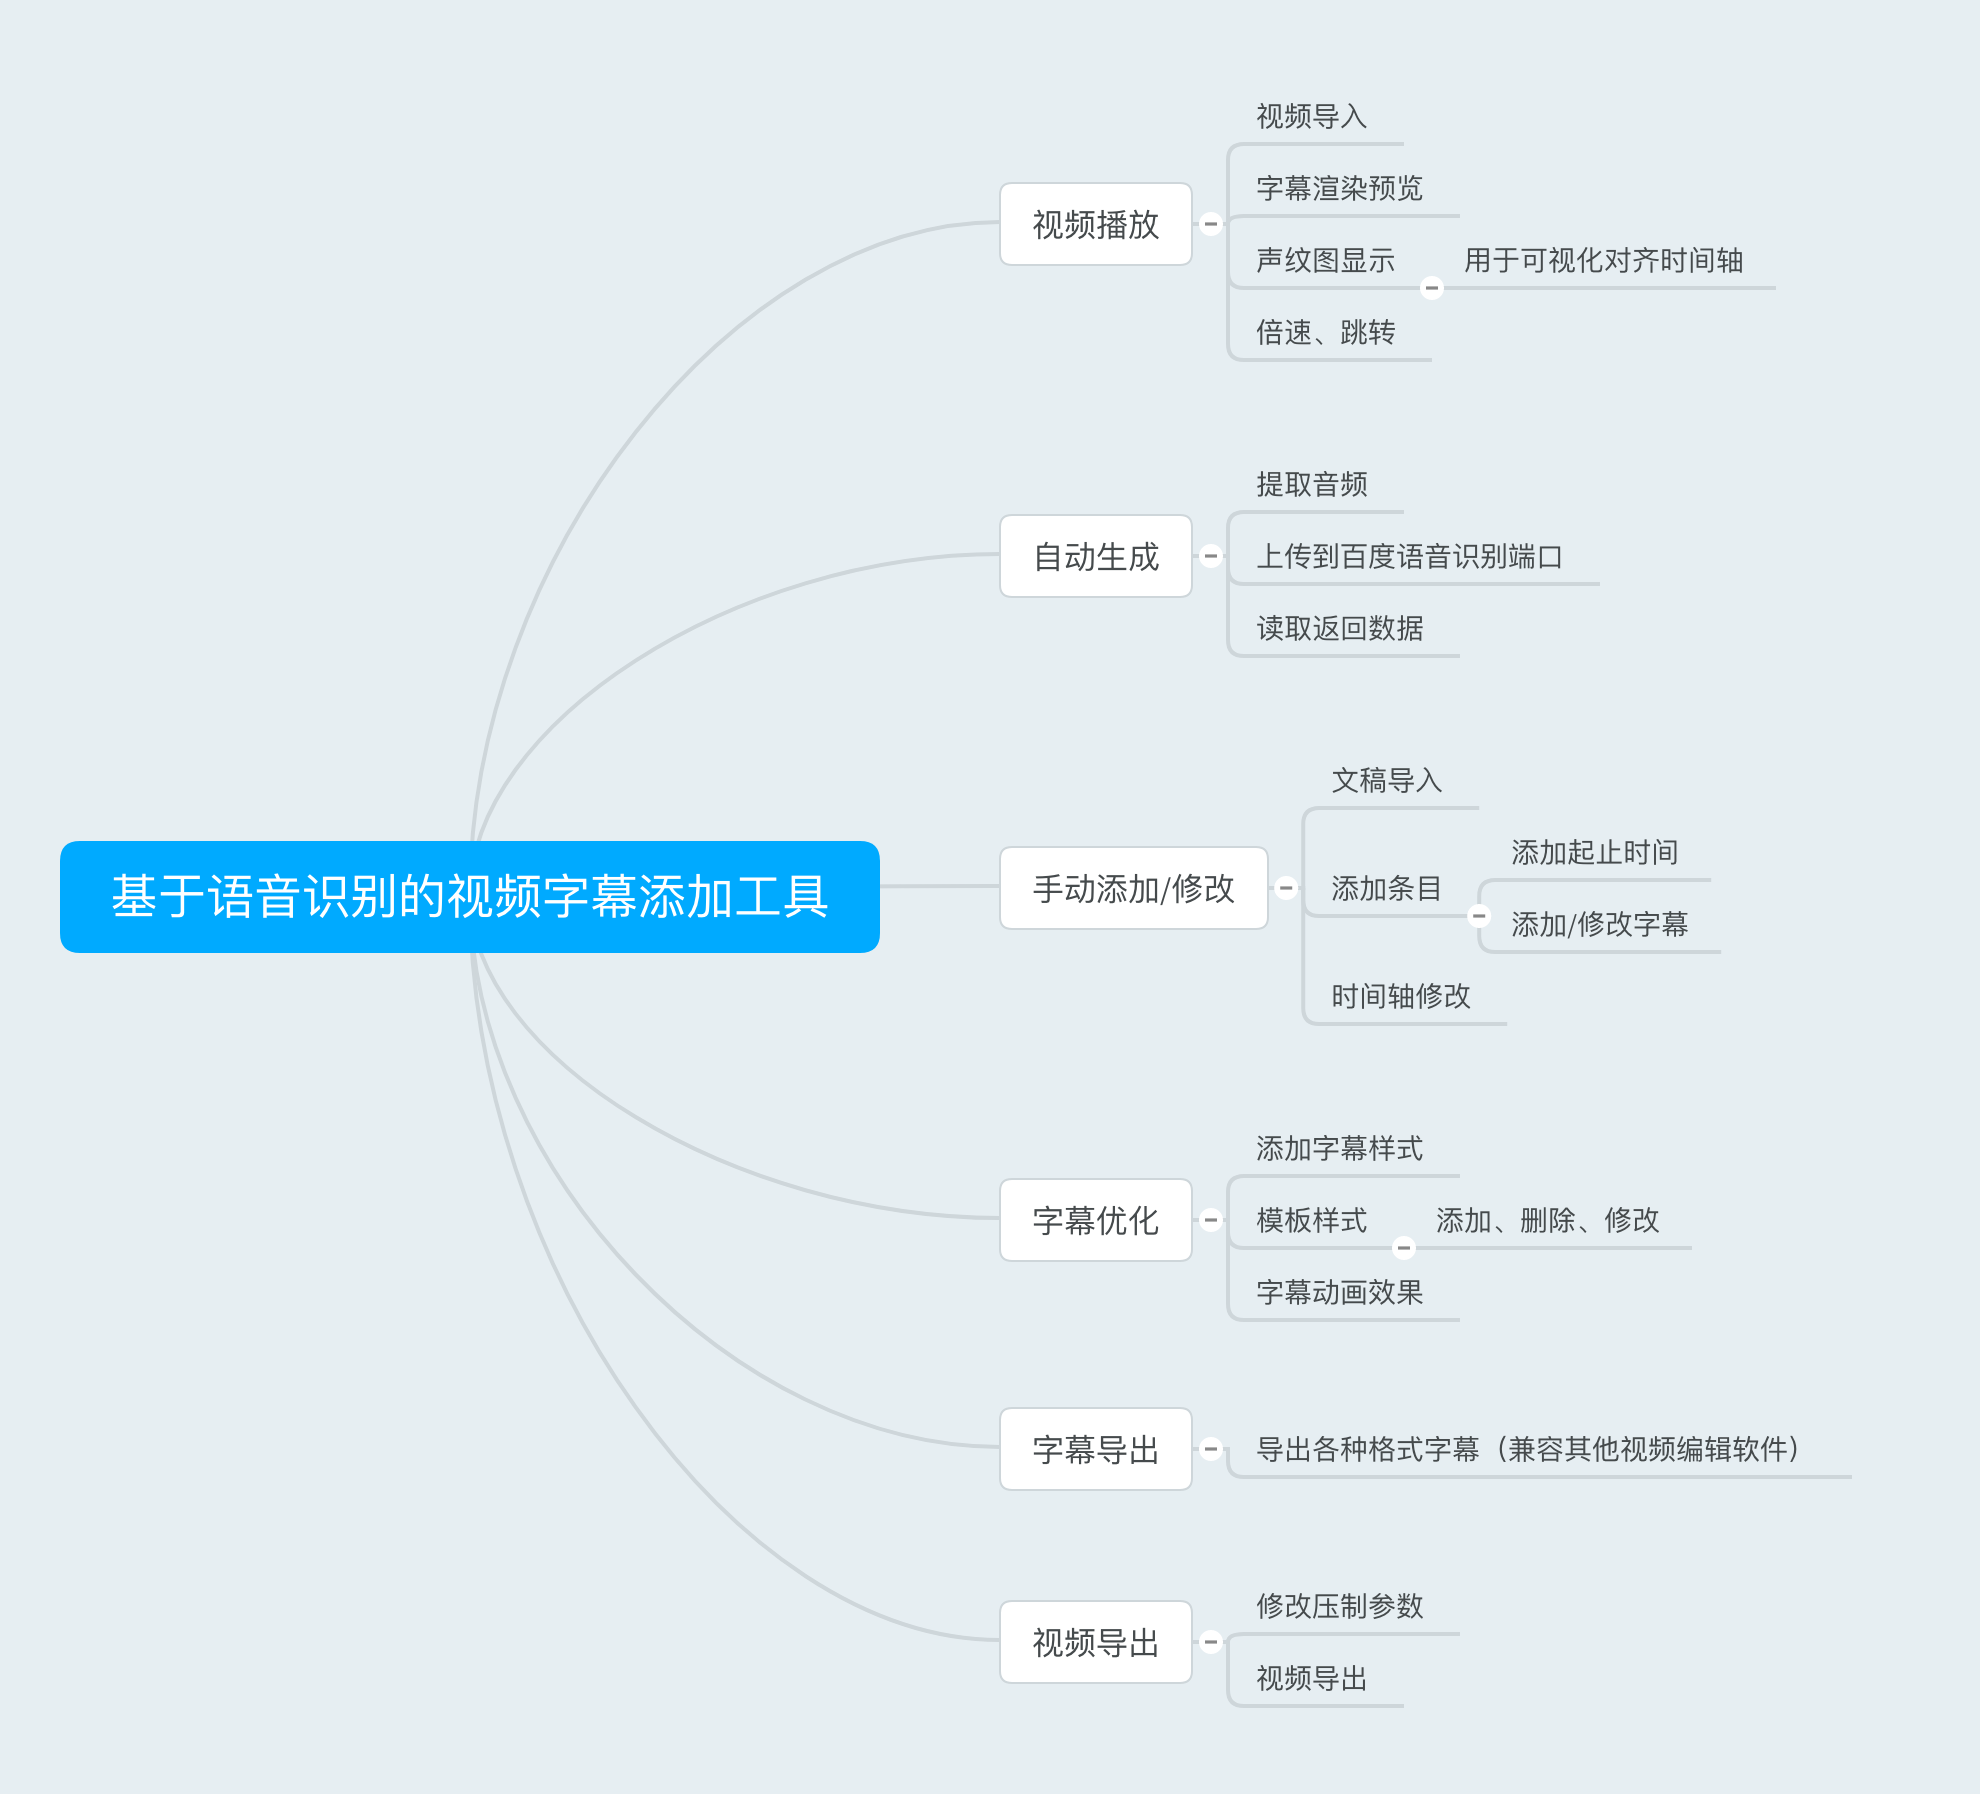 视频导入
字幕渲染预览
视频播放
声纹图显示
用于可视化对齐时间轴
倍速、跳转
提取音频
自动生成
上传到百度语音识别端口
读取返回数据
文稿导入
添加起止时间
基于语音识别的视频字幕添加工具
手动添加/修改
添加条目
添加/修改字幕
时间轴修改
添加字幕样式
字幕优化
模板样式
添加、删除、修改
字幕动画效果
字幕导出
导出各种格式字幕（兼容其他视频编辑软件）
修改压制参数
视频导出
视频导出